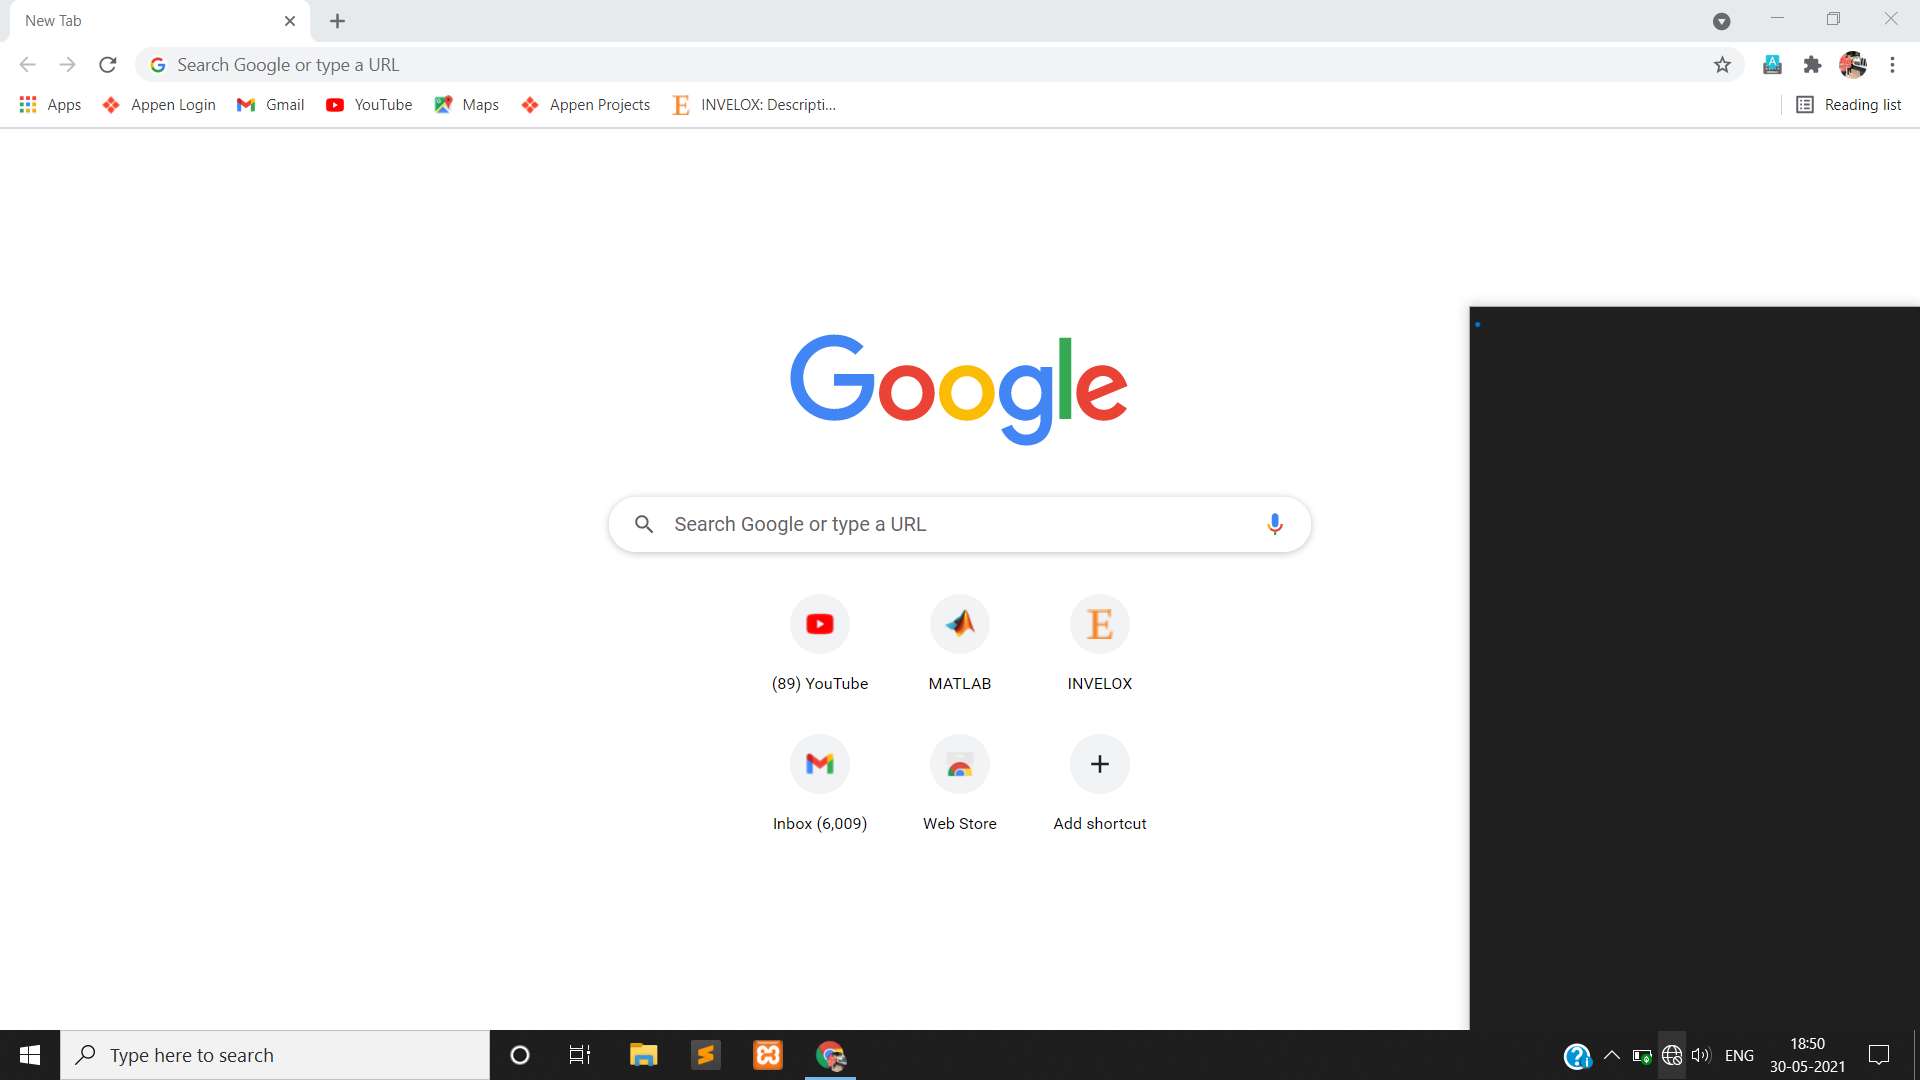 New Tab
Search Google or type a URL
Apps Appen Login Gmail YouTube Maps Appen Projects INVELOX: Descripti... Reading list
Google
Search Google or type a URL
(89) YouTube MATLAB INVELOX
Inbox (6,009) Web Store Add shortcut
Type here to search
ENG
18:50
30-05-2021